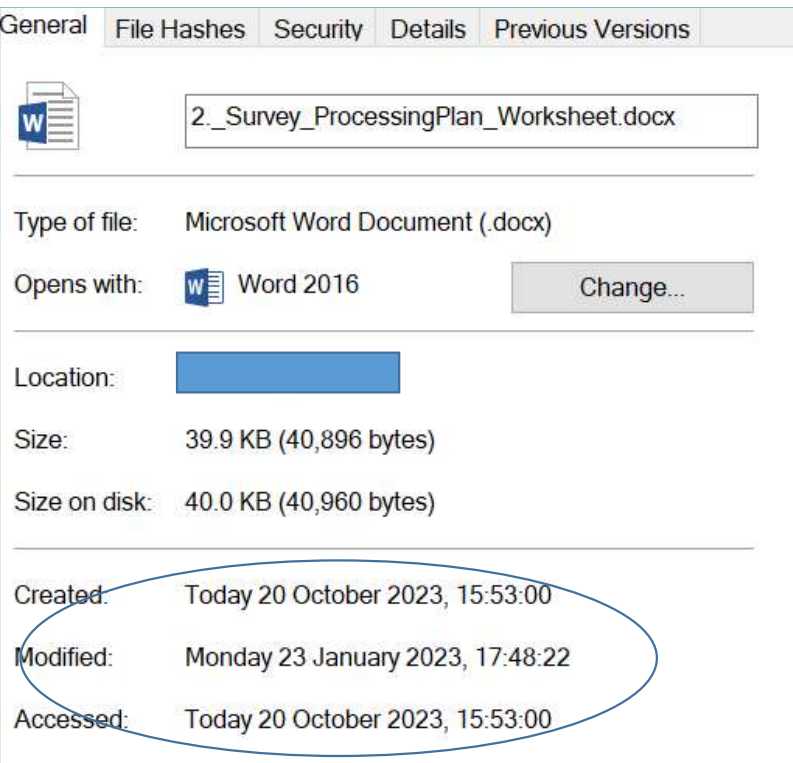 General File Hashes Security Details Previous Versions
W
2._Survey_ProcessingPlan_Worksheet.docx
Type of file: Microsoft Word Document (.docx)
Opens with: W Word 2016 Change...
Location:
Size: 39.9 KB (40,896 bytes)
Size on disk: 40.0 KB (40,960 bytes)
Created: Today 20 October 2023, 15:53:00
Modified: Monday 23 January 2023, 17:48:22
Accessed: Today 20 October 2023, 15:53:00